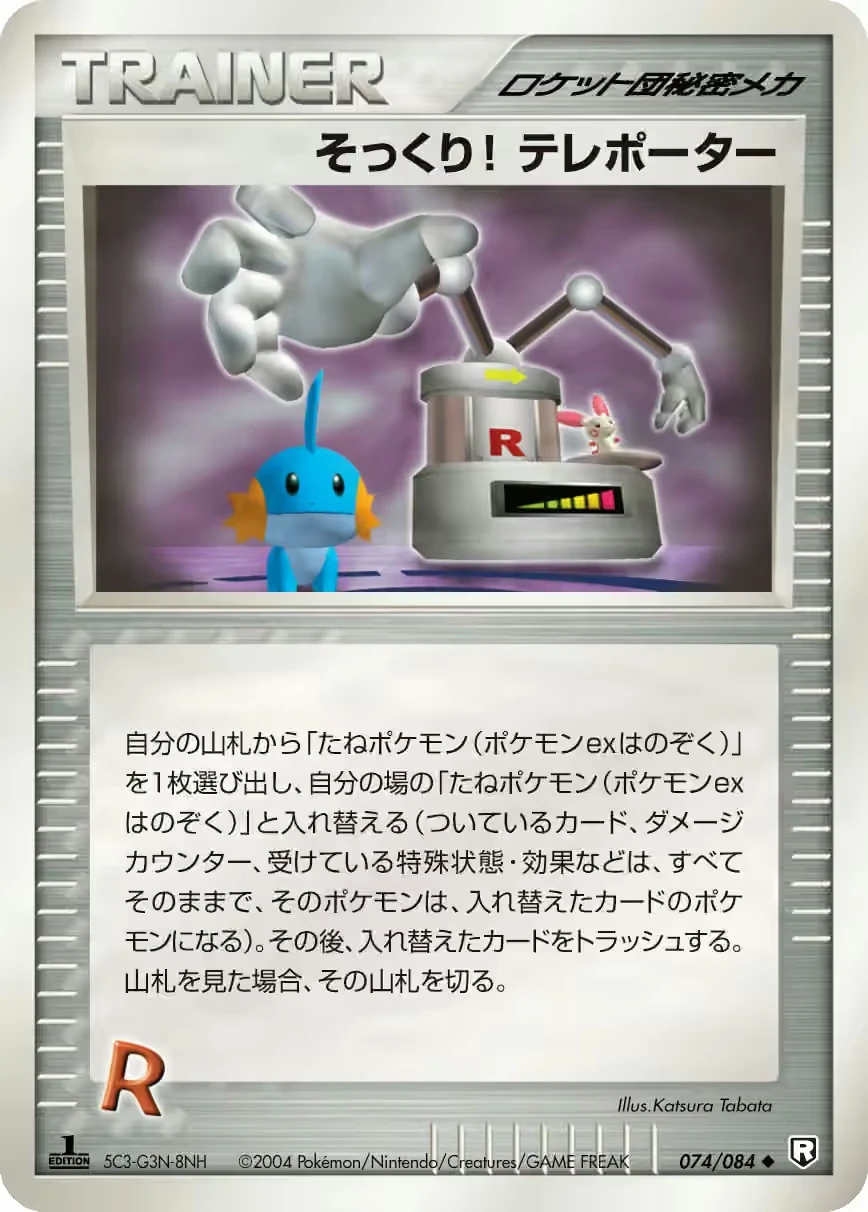 TRAINER
ロケット団秘密メカ
そっくり! テレポーター
R
自分の山札から「たねポケモン(ポケモンexはのぞく)」
を1枚選び出し、自分の場の「たねポケモン(ポケモンex
はのぞく)」と入れ替える(ついているカード、ダメージ
カウンター、受けている特殊状態・効果などは、すべて
そのままで、そのポケモンは、入れ替えたカードのポケ
モンになる)。その後、入れ替えたカードをトラッシュする。
山札を見た場合、その山札を切る。
R
Illus.Katsura Tabata
1
EDITION
5C3-G3N-8NH
©2004 Pokémon/Nintendo/Creatures/GAME FREAK
074/084 ◆
R